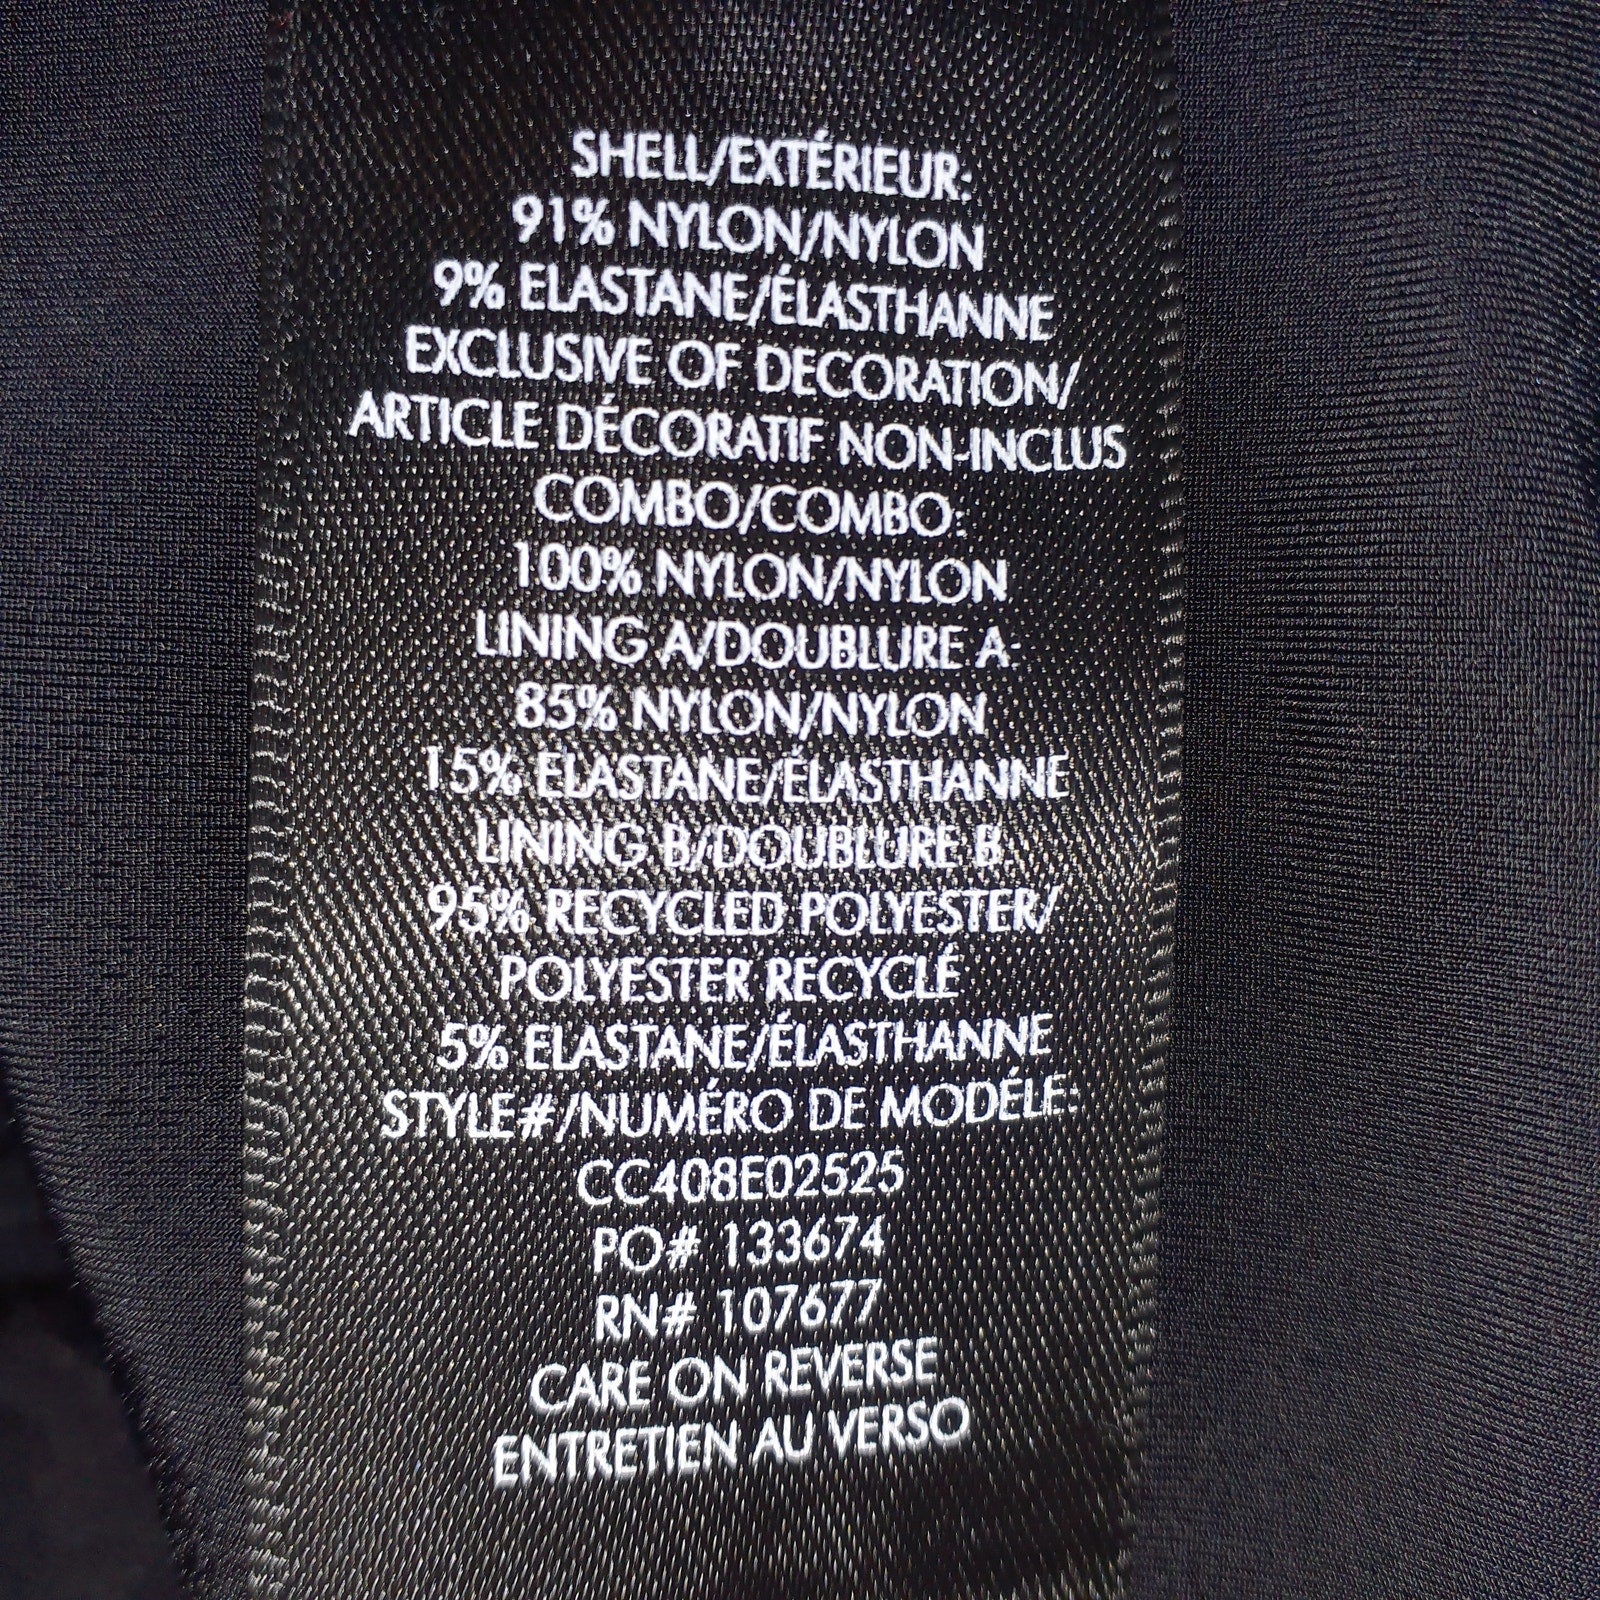 SHELL/EXTÉRIEUR:
91% NYLON/NYLON
9% ELASTANE/ÉLASTHANNE
EXCLUSIVE OF DECORATION/
ARTICLE DÉCORATIF NON-INCLUS
COMBO/COMBO:
100% NYLON/NYLON
LINING A/DOUBLURE A:
85% NYLON/NYLON
15% ELASTANE/ÉLASTHANNE
LINING B/DOUBLURE B:
95% RECYCLED POLYESTER/
POLYESTER RECYCLÉ
5% ELASTANE/ÉLASTHANNE
STYLE#/NUMÉRO DE MODÉLE:
CC408E02525
PO# 133674
RN# 107677
CARE ON REVERSE
ENTRETIEN AU VERSO